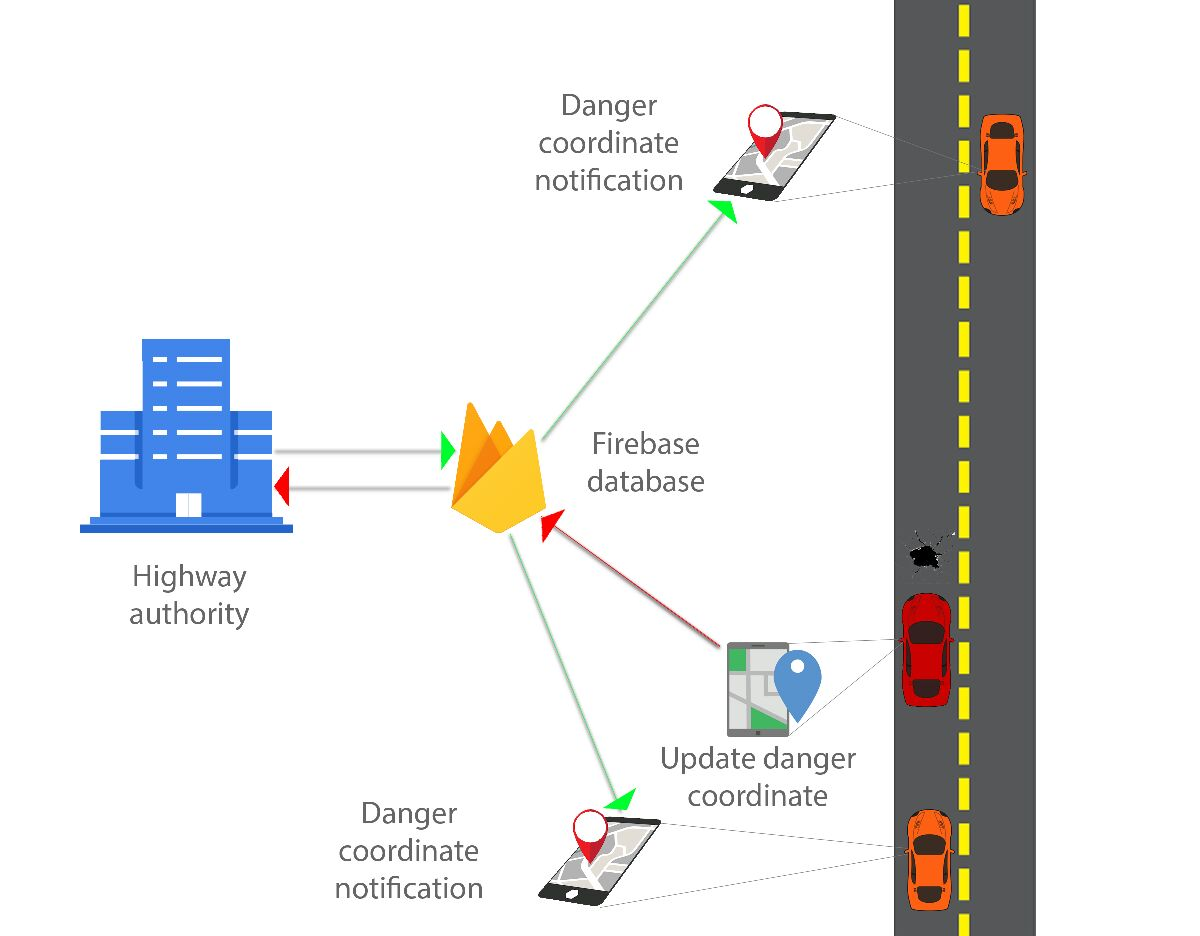 Danger
coordinate
notification
Firebase
database
Highway
authority
Update danger
coordinate
Danger
coordinate
notification